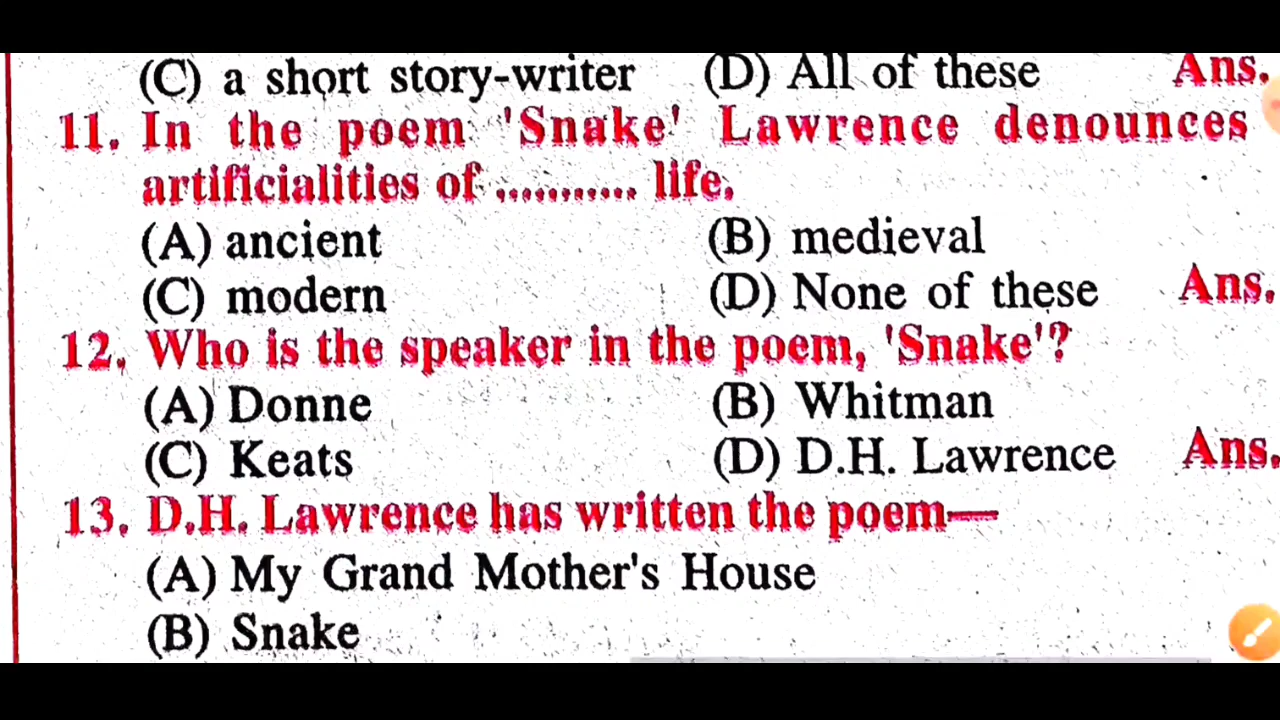 (C) a short story-writer (D) All of these Ans.
11. In the poem 'Snake' Lawrence denounces
artificialities of ........... life.
(A) ancient (B) medieval
(C) modern (D) None of these Ans.
12. Who is the speaker in the poem, 'Snake'?
(A) Donne (B) Whitman
(C) Keats (D) D.H. Lawrence Ans.
13. D.H. Lawrence has written the poem—
(A) My Grand Mother's House
(B) Snake